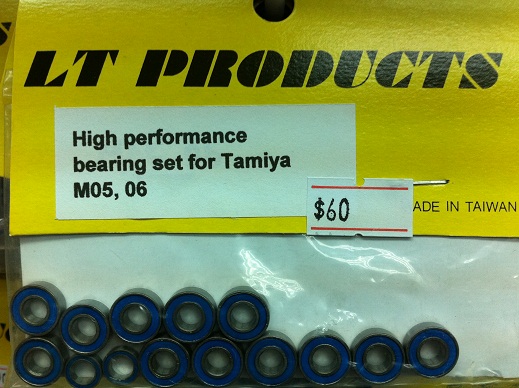 LT PRODUCTS
High performance
bearing set for Tamiya
M05, 06
$60
ADE IN TAIWAN